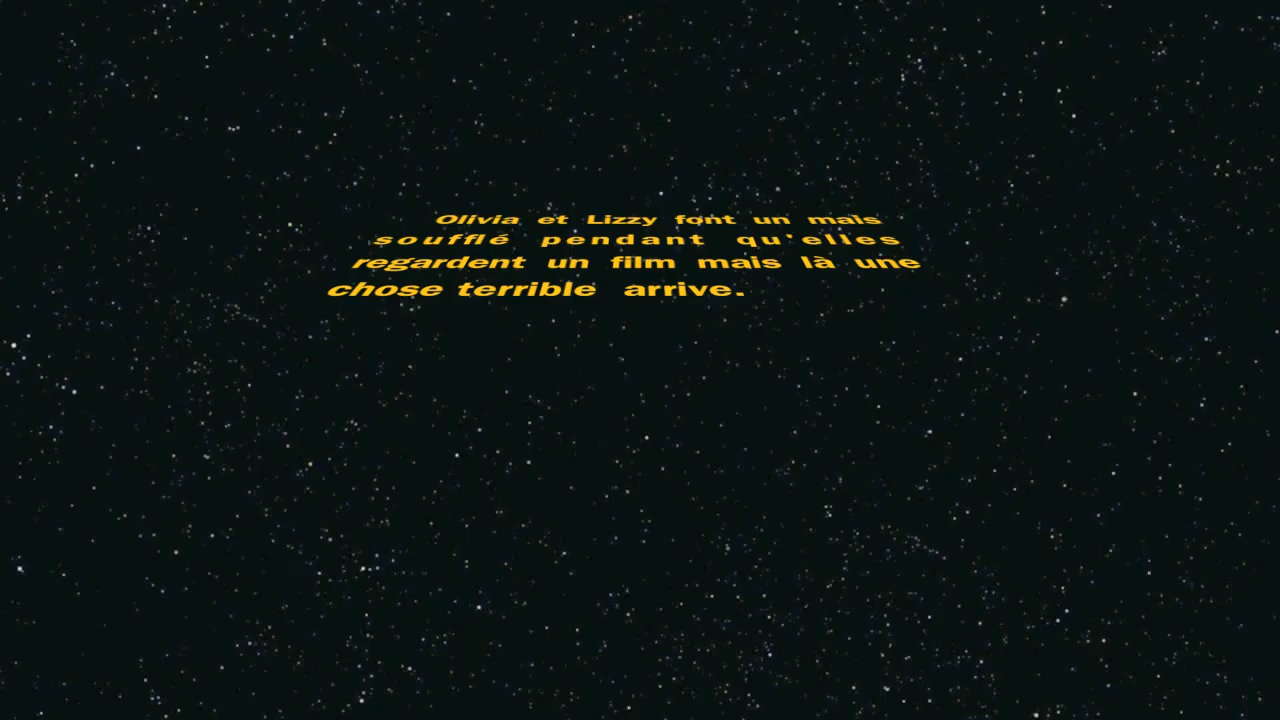 Olivia et Lizzy font un mais
soufflé pendant qu'elles
regardent un film mais là une
chose terrible arrive.